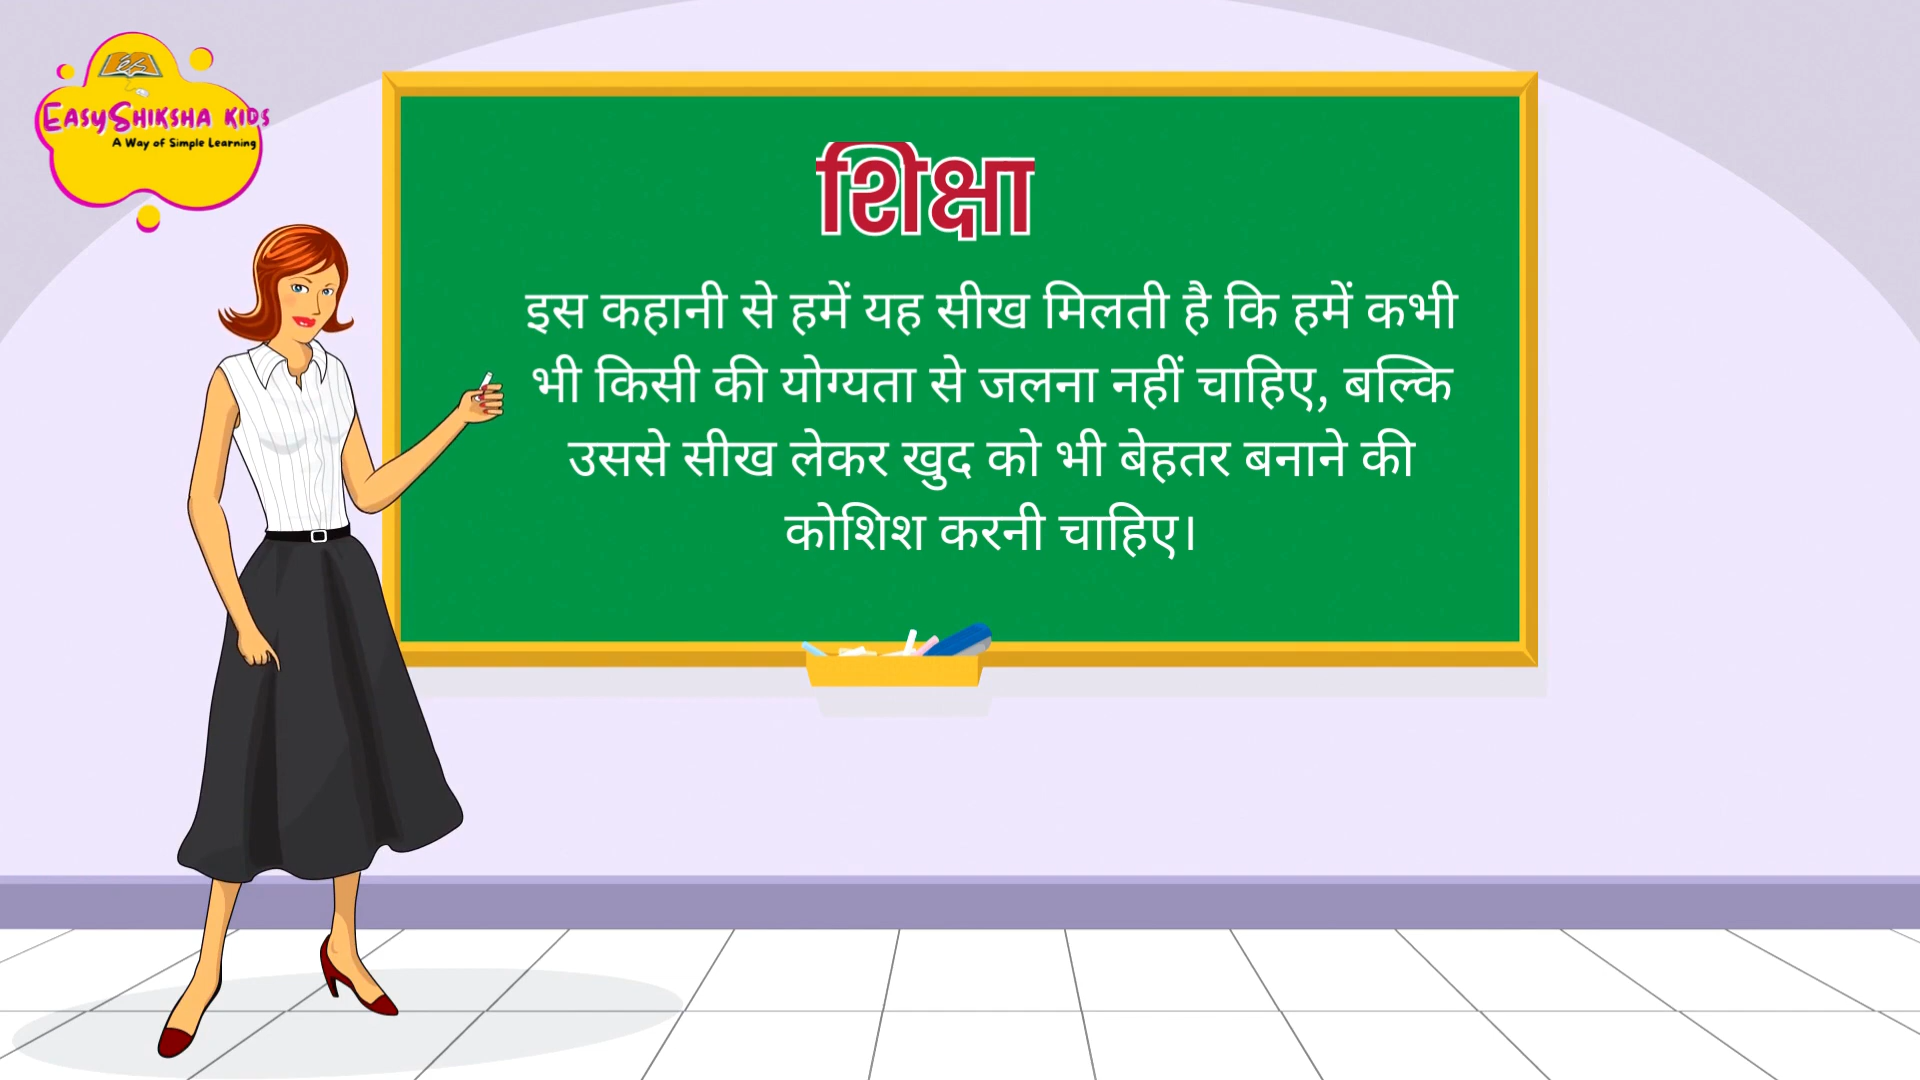 EasyShiksha Kids
A Way of Simple Learning
शिक्षा
इस कहानी से हमें यह सीख मिलती है कि हमें कभी
भी किसी की योग्यता से जलना नहीं चाहिए, बल्कि
उससे सीख लेकर खुद को भी बेहतर बनाने की
कोशिश करनी चाहिए।